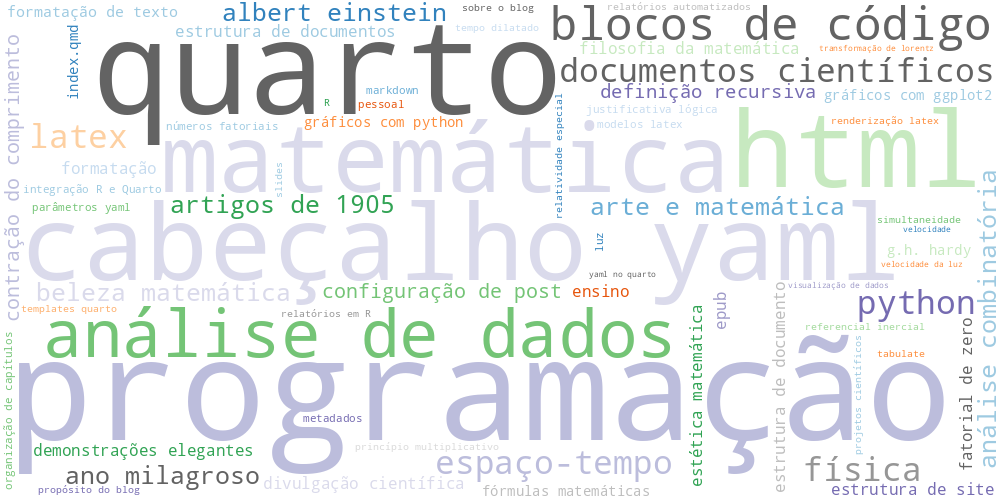 formatação de texto
albert einstein
sobre o blog
relatórios automatizados
blocos de código
estrutura de documentos
tempo dilatado
quarto
filosofia da matemática
transformação de lorentz
index.qmd
documentos científicos
contração do comprimento
markdown
definição recursiva
gráficos com ggplot2
R
pessoal
justificativa lógica
html
latex
números fatoriais
gráficos com python
relatividade especial
modelos latex
renderização latex
matemática
formatação
slides
integração R e Quarto
análise combinatória
parâmetros yaml
artigos de 1905
arte e matemática
simultaneidade
velocidade
cabeçalho yaml
luz
g.h. hardy
velocidade da luz
yaml no quarto
beleza matemática
configuração de post
ensino
visualização de dados
epub
python
templates quarto
relatórios em R
análise de dados
estética matemática
estrutura de documento
referencial inercial
fatorial de zero
organização de capítulos
projetos científicos
tabulate
programação
metadados
demonstrações elegantes
princípio multiplicativo
espaço-tempo
física
ano milagroso
divulgação científica
propósito do blog
fórmulas matemáticas
estrutura de site